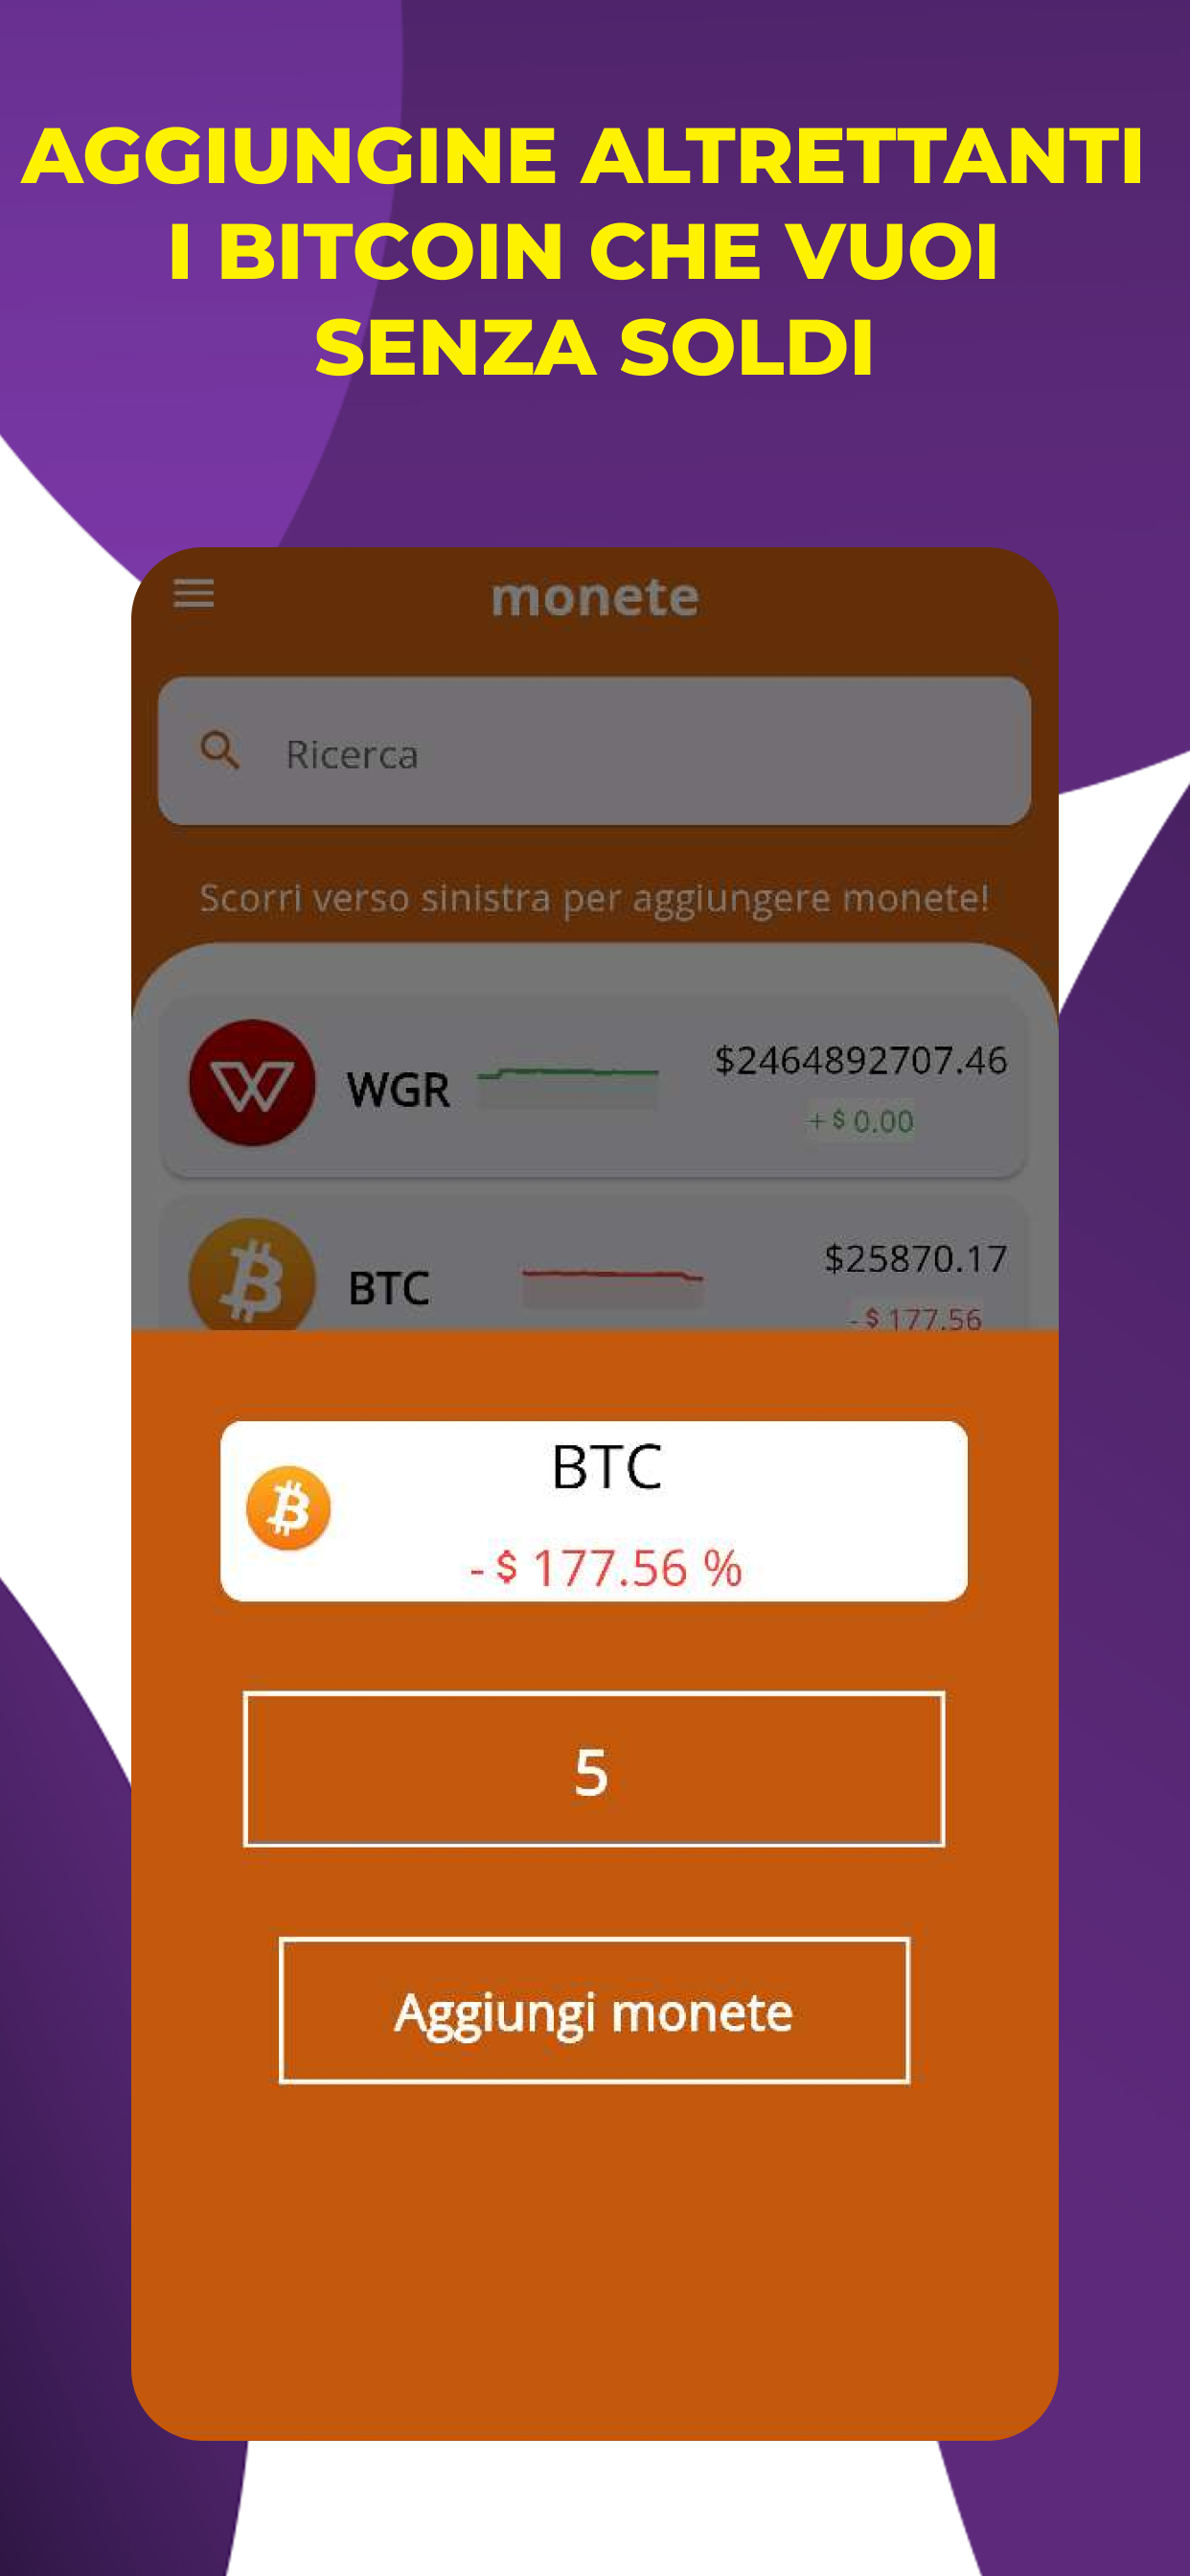 AGGIUNGINE ALTRETTANTI
I BITCOIN CHE VUOI
SENZA SOLDI
monete
Ricerca
Scorri verso sinistra per aggiungere monete!
WGR
$2464892707.46
+ $ 0.00
BTC
$25870.17
- $ 177.56
BTC
- $ 177.56 %
5
Aggiungi monete